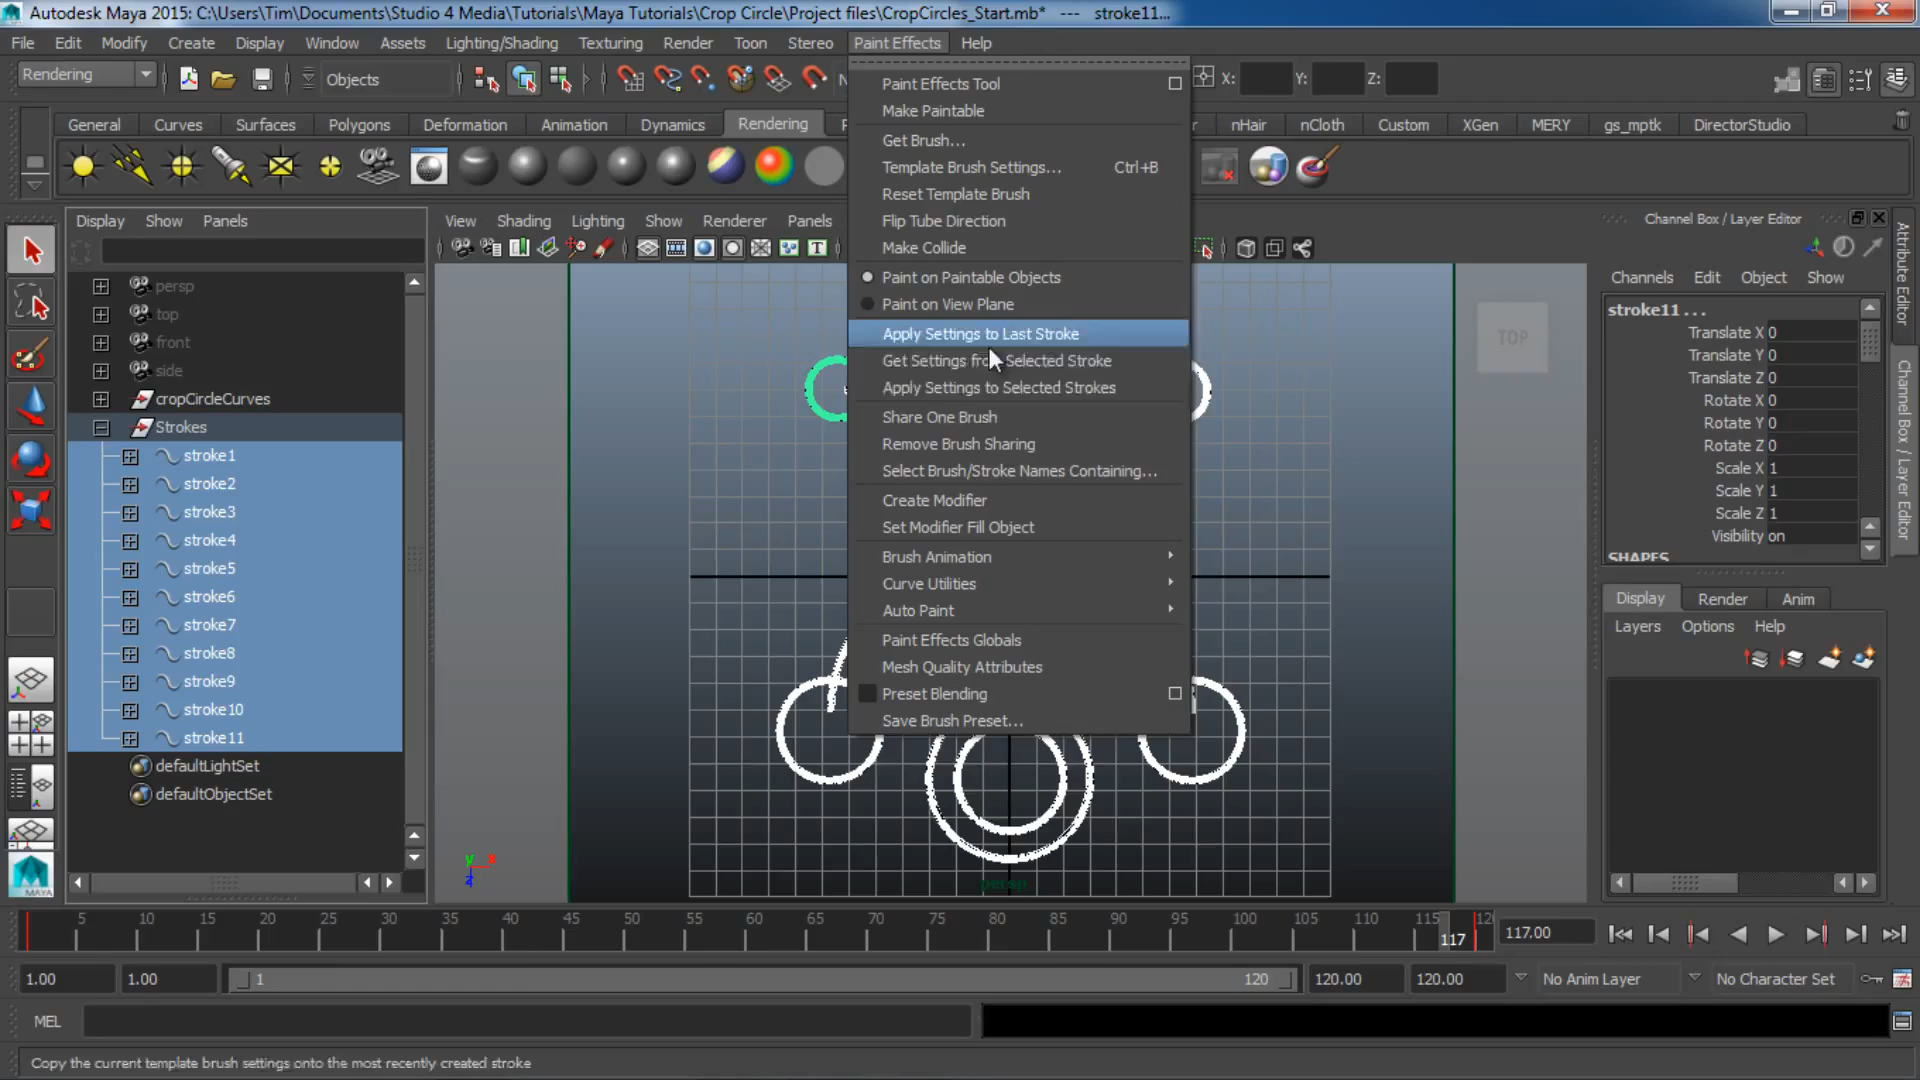 Autodesk Maya 2015: C:\Users\Tim\Documents\Studio 4 Media\Tutorials\Maya Tutorials\Crop Circle\Project files\CropCircles_Start.mb*   ---   stroke11...
File Edit Modify Create Display Window Assets Lighting/Shading Texturing Render Toon Stereo Paint Effects Help
Rendering Objects X: Y: Z:
General Curves Surfaces Polygons Deformation Animation Dynamics Rendering nHair nCloth Custom XGen MERY gs_mptk DirectorStudio
Paint Effects Tool
Make Paintable
Get Brush...
Template Brush Settings... Ctrl+B
Reset Template Brush
Flip Tube Direction
Make Collide
Paint on Paintable Objects
Paint on View Plane
Apply Settings to Last Stroke
Get Settings from Selected Stroke
Apply Settings to Selected Strokes
Share One Brush
Remove Brush Sharing
Select Brush/Stroke Names Containing...
Create Modifier
Set Modifier Fill Object
Brush Animation
Curve Utilities
Auto Paint
Paint Effects Globals
Mesh Quality Attributes
Preset Blending
Save Brush Preset...
Display Show Panels
persp
top
front
side
cropCircleCurves
Strokes
stroke1
stroke2
stroke3
stroke4
stroke5
stroke6
stroke7
stroke8
stroke9
stroke10
stroke11
defaultLightSet
defaultObjectSet
MAYA
View Shading Lighting Show Renderer Panels
TOP
persp
y x
z
Channel Box / Layer Editor
Channels Edit Object Show
stroke11 . . .
Translate X 0
Translate Y 0
Translate Z 0
Rotate X 0
Rotate Y 0
Rotate Z 0
Scale X 1
Scale Y 1
Scale Z 1
Visibility on
SHAPES
Display Render Anim
Layers Options Help
Attribute Editor
Channel Box / Layer Editor
5 10 15 20 25 30 35 40 45 50 55 60 65 70 75 80 85 90 95 100 105 110 115 120
117
117.00
1.00 1.00 1 120 120.00 120.00 No Anim Layer No Character Set
MEL
Copy the current template brush settings onto the most recently created stroke